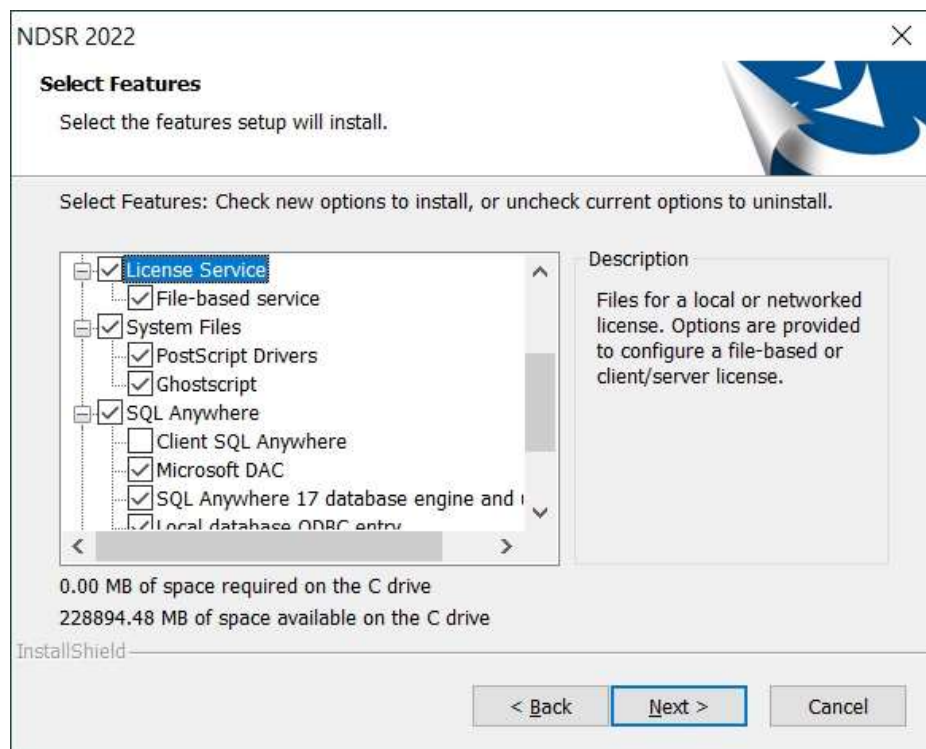 NDSR 2022
Select Features
Select the features setup will install.
Select Features: Check new options to install, or uncheck current options to uninstall.
License Service
File-based service
System Files
PostScript Drivers
Ghostscript
SQL Anywhere
Client SQL Anywhere
Microsoft DAC
SQL Anywhere 17 database engine and
Local database ODBC entry
Description
Files for a local or networked
license. Options are provided
to configure a file-based or
client/server license.
0.00 MB of space required on the C drive
228894.48 MB of space available on the C drive
InstallShield
< Back
Next >
Cancel